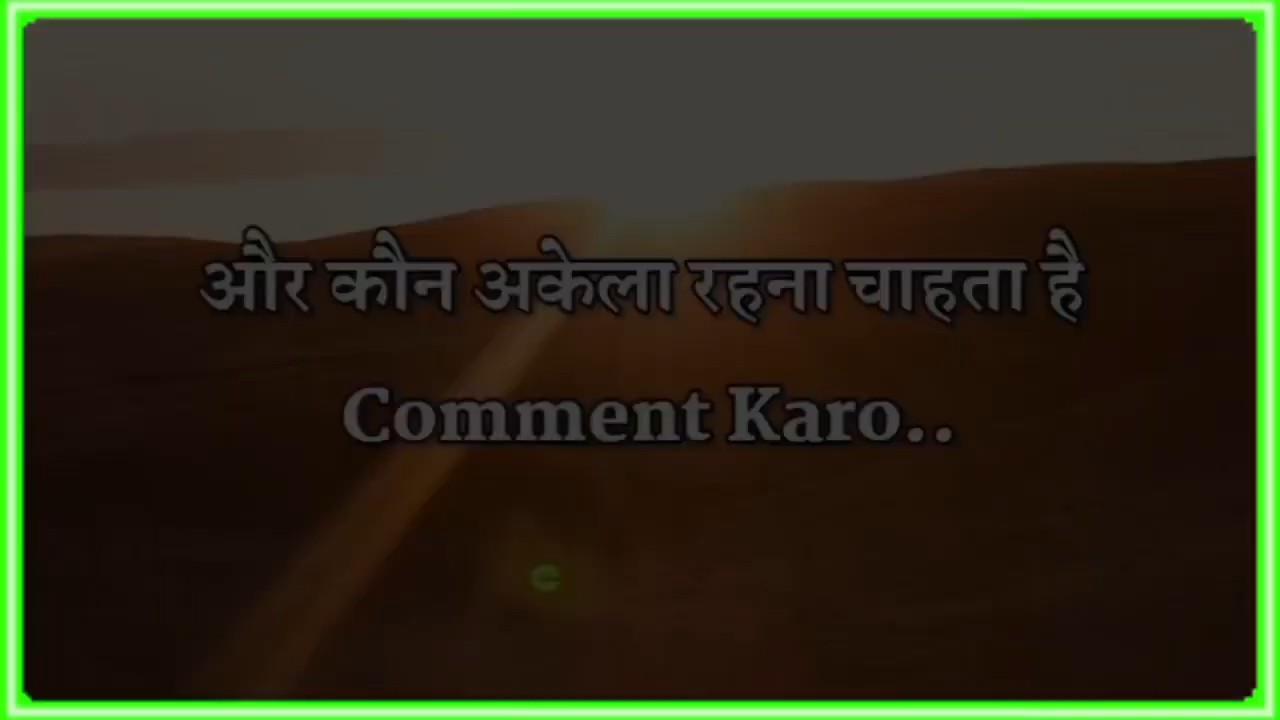 और कौन अकेला रहना चाहता है
Comment Karo..